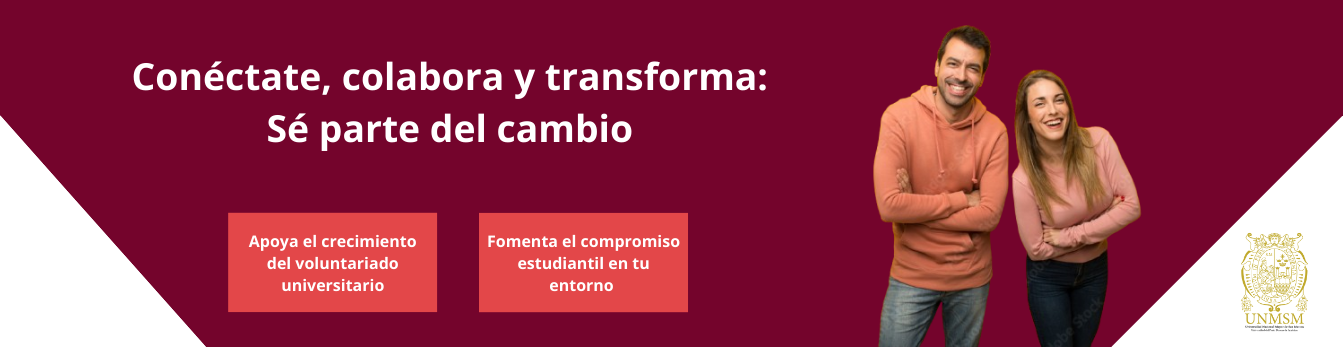 Conéctate, colabora y transforma:
Sé parte del cambio
Apoya el crecimiento
del voluntariado
universitario
Fomenta el compromiso
estudiantil en tu
entorno
UNMSM